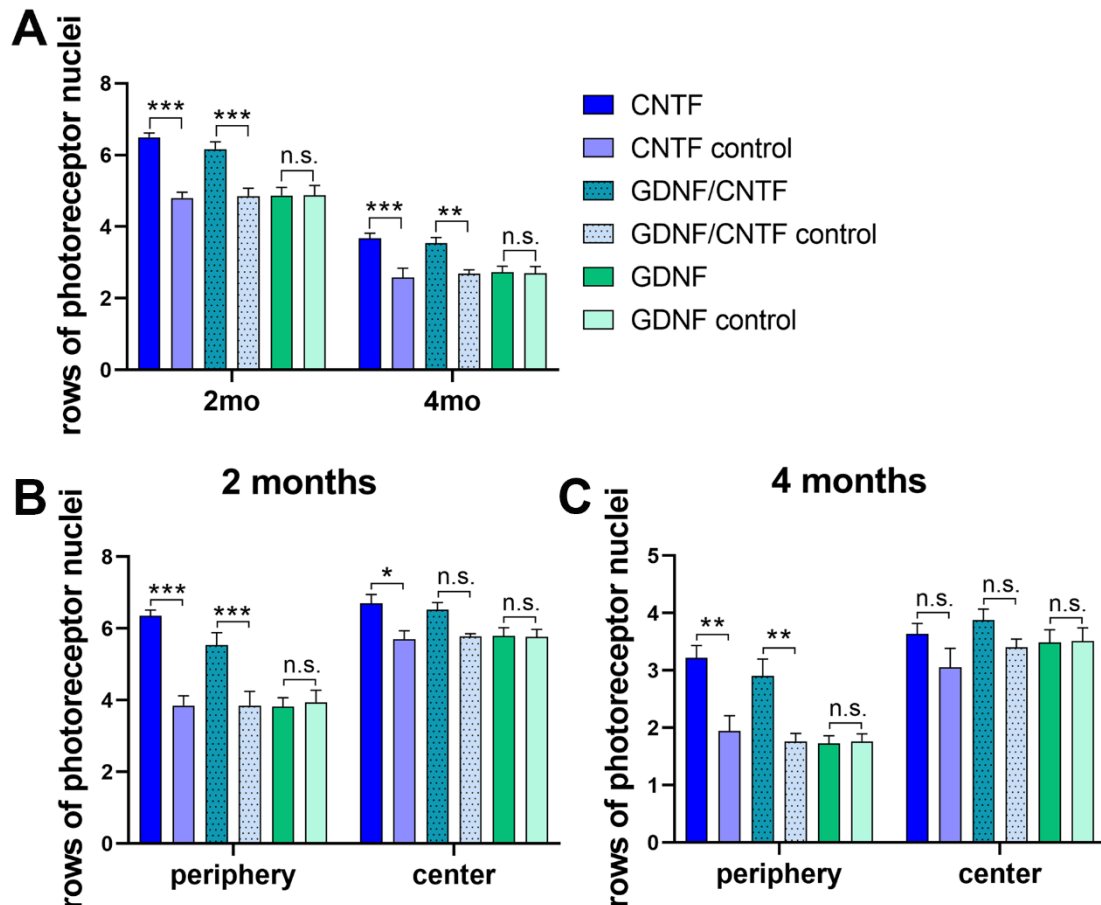 A
rows of photoreceptor nuclei
8
6
4
2
0
***
***
n.s.
***
**
n.s.
2mo
4mo
CNTF
CNTF control
GDNF/CNTF
GDNF/CNTF control
GDNF
GDNF control
B
2 months
rows of photoreceptor nuclei
8
6
4
2
0
***
***
n.s.
*
n.s.
n.s.
periphery
center
C
4 months
rows of photoreceptor nuclei
5
4
3
2
1
0
**
**
n.s.
n.s.
n.s.
n.s.
periphery
center